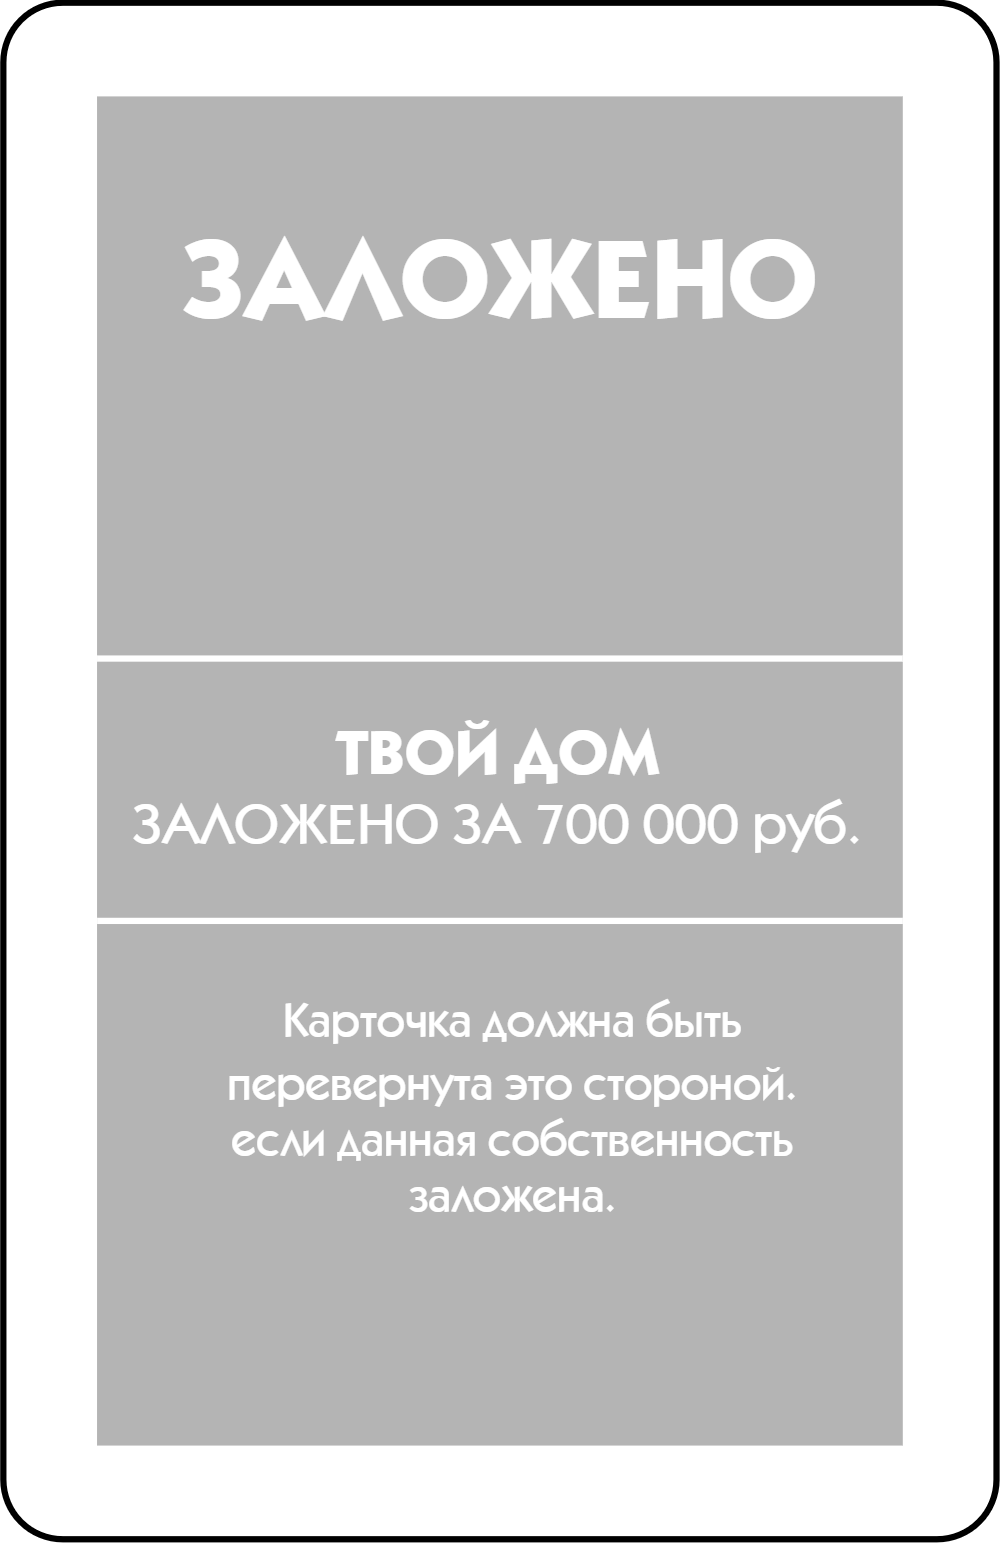 ЗАЛОЖЕНО
ТВОЙ ДОМ
ЗАЛОЖЕНО ЗА 700 000 руб.
Карточка должна быть
перевернута это стороной.
если данная собственность
заложена.